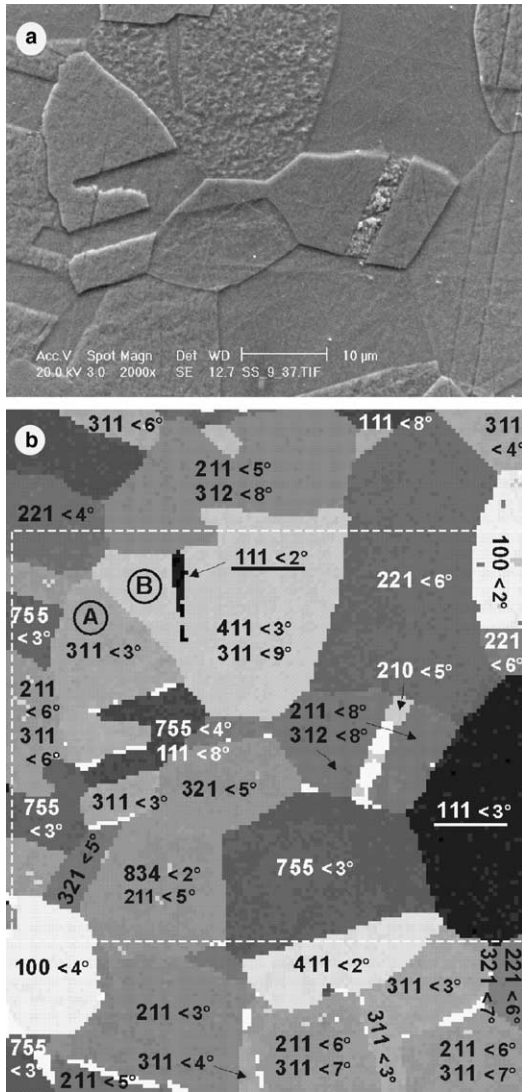 a
Acc.V Spot Magn Det WD 10 µm
20.0 kV 3.0 2000x SE 12.7 SS_9_37.TIF
b
311 < 6°
111 < 8°
311
< 4°
211 < 5°
312 < 8°
221 < 4°
111 < 2°
B
100 < 2°
221 < 6°
A
755
< 3°
411 < 3°
311 < 9°
311 < 3°
221
< 6°
210 < 5°
211
< 6°
311
< 6°
211 < 8°
312 < 8°
755 < 4°
111 < 8°
321 < 5°
311 < 3°
755
< 3°
111 < 3°
321 < 5°
834 < 2°
211 < 5°
755 < 3°
100 < 4°
411 < 2°
311 < 3°
321 < 7°
221 < 6°
211 < 3°
311 < 3°
755
< 3°
311 < 4°
211 < 6°
311 < 7°
211 < 6°
311 < 7°
211 < 5°